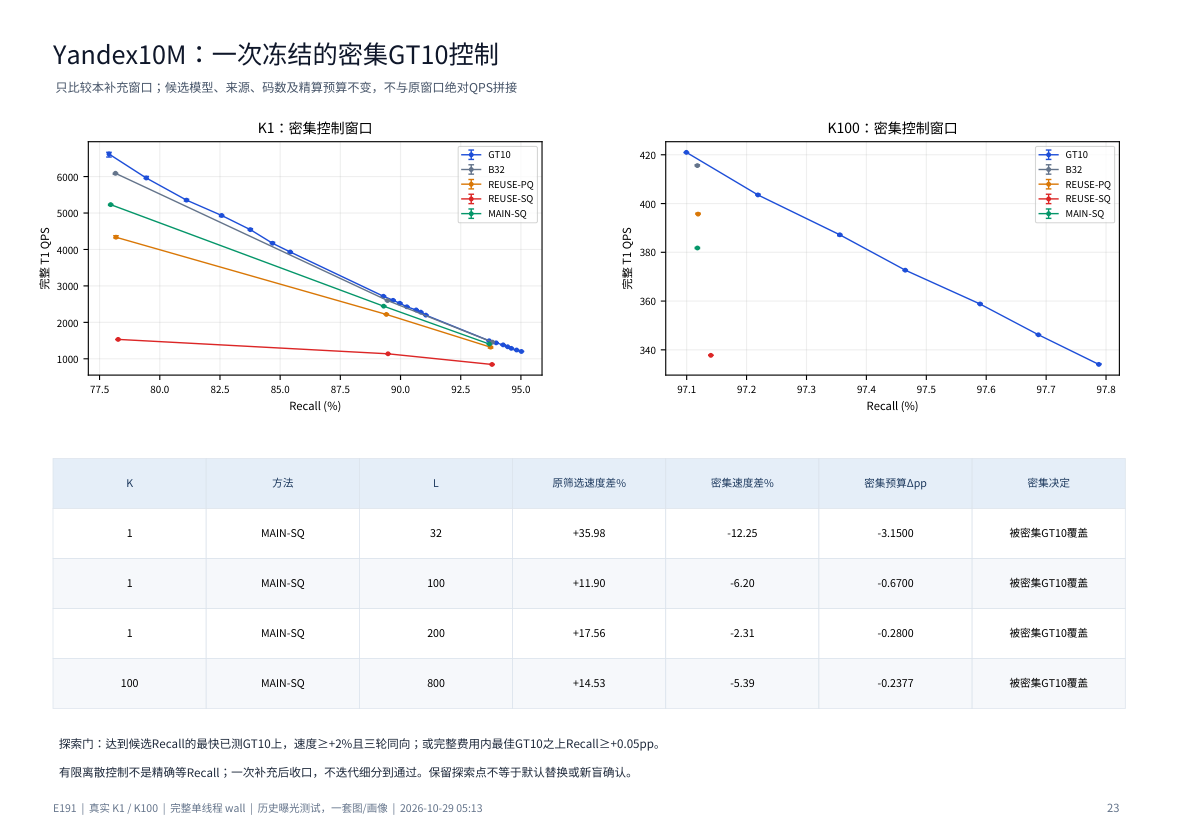 Yandex10M：一次冻结的密集GT10控制
只比较本补充窗口；候选模型、来源、码数及精算预算不变，不与原窗口绝对QPS拼接
K1：密集控制窗口
完整 T1 QPS
6000
5000
4000
3000
2000
1000
77.5 80.0 82.5 85.0 87.5 90.0 92.5 95.0
Recall (%)
GT10
B32
REUSE-PQ
REUSE-SQ
MAIN-SQ
K100：密集控制窗口
完整 T1 QPS
420
400
380
360
340
97.1 97.2 97.3 97.4 97.5 97.6 97.7 97.8
Recall (%)
GT10
B32
REUSE-PQ
REUSE-SQ
MAIN-SQ
K 方法 L 原筛选速度差% 密集速度差% 密集预算Δpp 密集决定
1 MAIN-SQ 32 +35.98 -12.25 -3.1500 被密集GT10覆盖
1 MAIN-SQ 100 +11.90 -6.20 -0.6700 被密集GT10覆盖
1 MAIN-SQ 200 +17.56 -2.31 -0.2800 被密集GT10覆盖
100 MAIN-SQ 800 +14.53 -5.39 -0.2377 被密集GT10覆盖
探索门：达到候选Recall的最快已测GT10上，速度≥+2%且三轮同向；或完整费用内最佳GT10之上Recall≥+0.05pp。
有限离散控制不是精确等Recall；一次补充后收口，不迭代细分到通过。保留探索点不等于默认替换或新盲确认。
E191 | 真实 K1 / K100 | 完整单线程 wall | 历史曝光测试，一套图/画像 | 2026-10-29 05:13
23